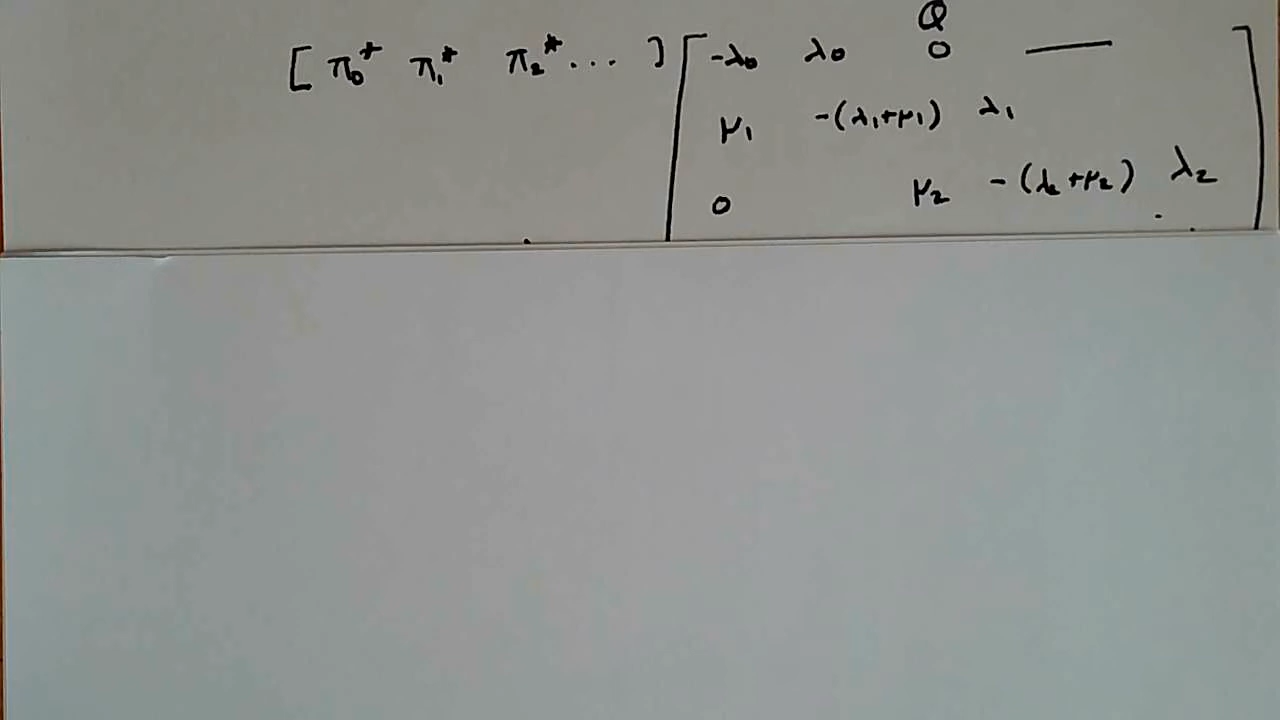 Q
[ π₀* π₁* π₂* ... ] [ -λ₀ λ₀ 0 — ]
μ₁ -(λ₁+μ₁) λ₁
0 μ₂ -(λ₂+μ₂) λ₂